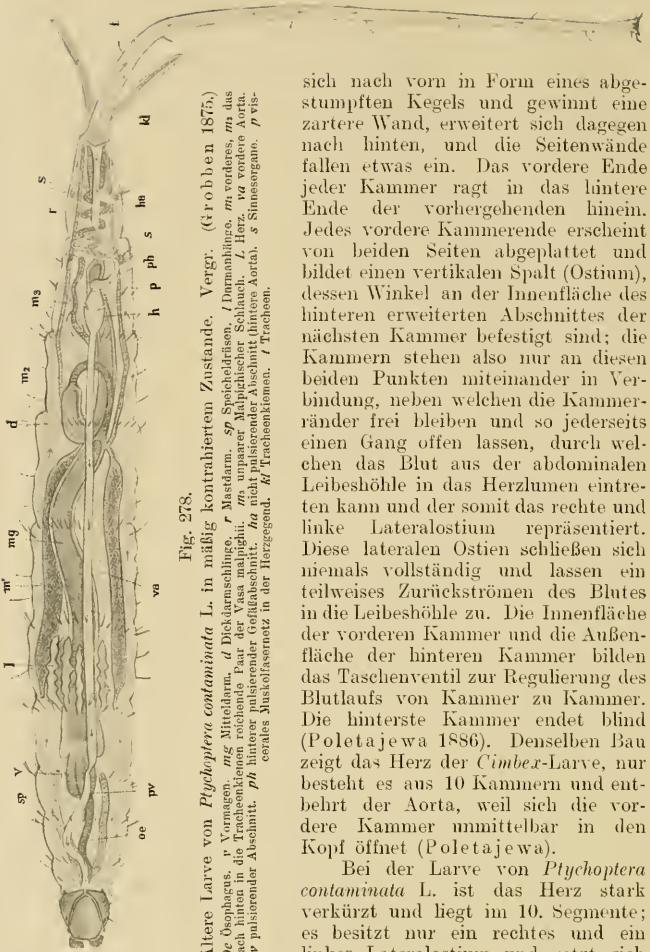 Fig. 278.
Ältere Larve von Ptychoptera contaminata L. in mäßig kontrahiertem Zustande. Vergr. (Grobben 1875.)
oe Ösophagus. v Vormagen. mg Mitteldarm. d Dickdarmschlinge. r Mastdarm. sp Speicheldrüsen. l Darmanhänge. m₁ vorderes, m₂ das
nach hinten in die Tracheenkiemen reichende Paar der Vasa malpighii. m₃ unpaarer Malpighischer Schlauch. h Herz. va vordere Aorta.
pv pulsierender Abschnitt. ph hinterer pulsierender Gefäßabschnitt. ha nicht pulsierender Abschnitt (hintere Aorta). s Sinnesorgane. p vis-
cerales Muskelfasernetz in der Herzgegend. kl Tracheenkiemen. t Tracheen.
t
kl
s
r
ha
s
ph
p
h
m₃
m₂
d
mg
m'
va
l
v
sp
pv
oe
sich nach vorn in Form eines abge-
stumpften Kegels und gewinnt eine
zartere Wand, erweitert sich dagegen
nach hinten, und die Seitenwände
fallen etwas ein. Das vordere Ende
jeder Kammer ragt in das hintere
Ende der vorhergehenden hinein.
Jedes vordere Kammerende erscheint
von beiden Seiten abgeplattet und
bildet einen vertikalen Spalt (Ostium),
dessen Winkel an der Innenfläche des
hinteren erweiterten Abschnittes der
nächsten Kammer befestigt sind; die
Kammern stehen also nur an diesen
beiden Punkten miteinander in Ver-
bindung, neben welchen die Kammer-
ränder frei bleiben und so jederseits
einen Gang offen lassen, durch wel-
chen das Blut aus der abdominalen
Leibeshöhle in das Herzlumen eintre-
ten kann und der somit das rechte und
linke Lateralostium repräsentiert.
Diese lateralen Ostien schließen sich
niemals vollständig und lassen ein
teilweises Zurückströmen des Blutes
in die Leibeshöhle zu. Die Innenfläche
der vorderen Kammer und die Außen-
fläche der hinteren Kammer bilden
das Taschenventil zur Regulierung des
Blutlaufs von Kammer zu Kammer.
Die hinterste Kammer endet blind
(Poletajewa 1886). Denselben Bau
zeigt das Herz der Cimbex-Larve, nur
besteht es aus 10 Kammern und ent-
behrt der Aorta, weil sich die vor-
dere Kammer unmittelbar in den
Kopf öffnet (Poletajewa).
Bei der Larve von Ptychoptera
contaminata L. ist das Herz stark
verkürzt und liegt im 10. Segmente;
es besitzt nur ein rechtes und ein